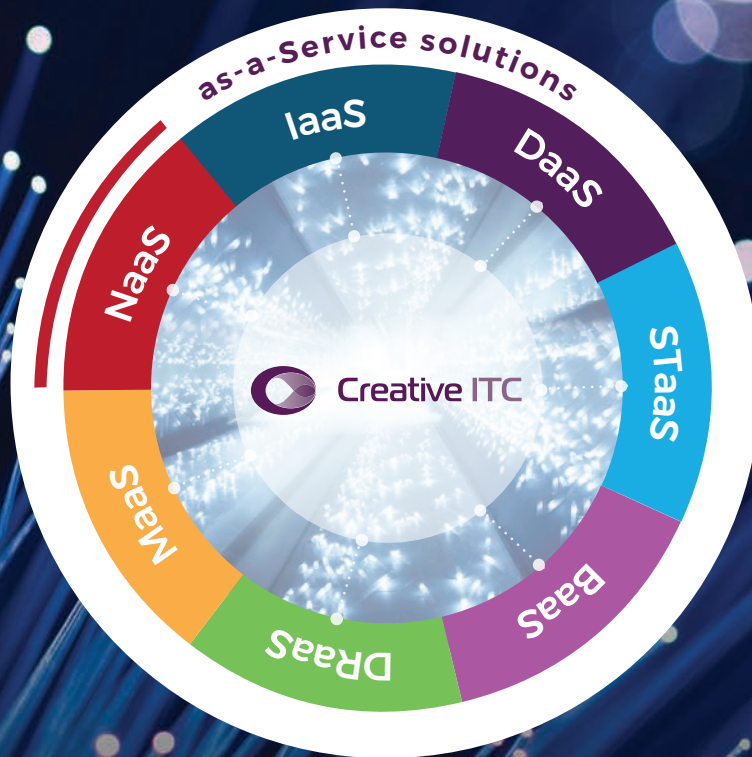 as-a-Service solutions
IaaS
DaaS
STaaS
BaaS
DRaaS
MaaS
NaaS
Creative ITC